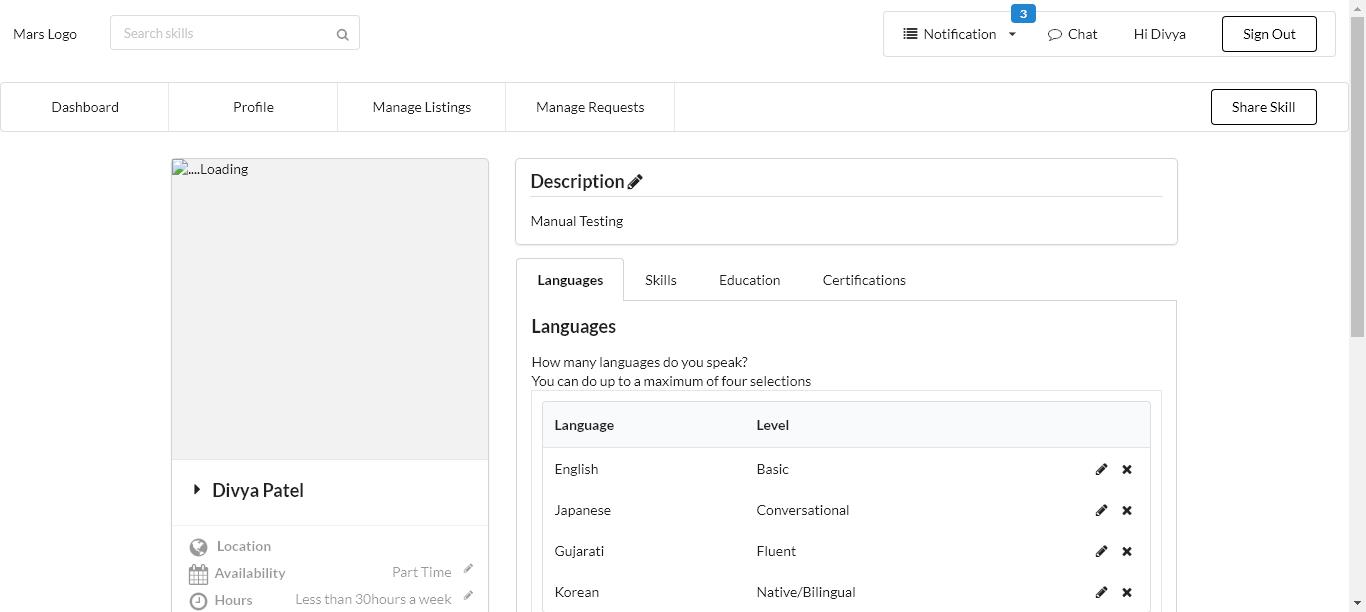 Mars Logo
Search skills
3
Notification
Chat
Hi Divya
Sign Out
Dashboard
Profile
Manage Listings
Manage Requests
Share Skill
....Loading
Description
Manual Testing
Languages
Skills
Education
Certifications
Languages
How many languages do you speak?
You can do up to a maximum of four selections
Language Level
English Basic
Japanese Conversational
Gujarati Fluent
Korean Native/Bilingual
Divya Patel
Location
Availability Part Time
Hours Less than 30hours a week